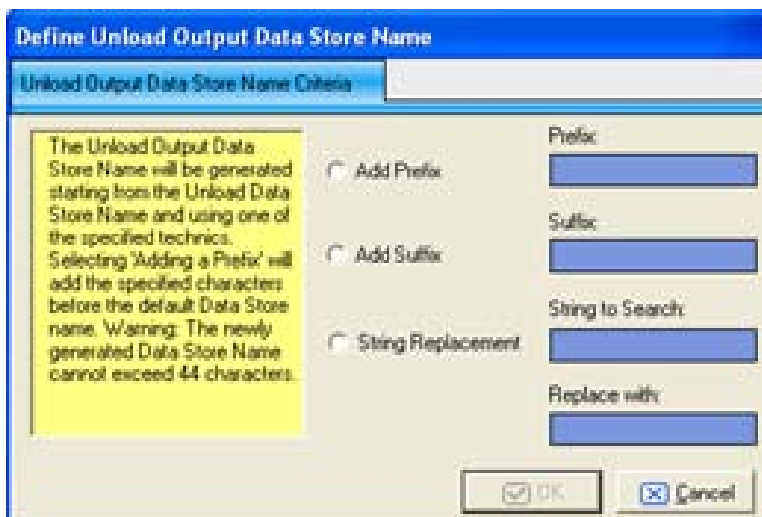 Define Unload Output Data Store Name
Unload Output Data Store Name Criteria
The Unload Output Data
Store Name will be generated
starting from the Unload Data
Store Name and using one of
the specified technics.
Selecting 'Adding a Prefix' will
add the specified characters
before the default Data Store
name. Warning: The newly
generated Data Store Name
cannot exceed 44 characters.
Add Prefix
Add Suffix
String Replacement
Prefix:
Suffix:
String to Search:
Replace with:
OK
Cancel